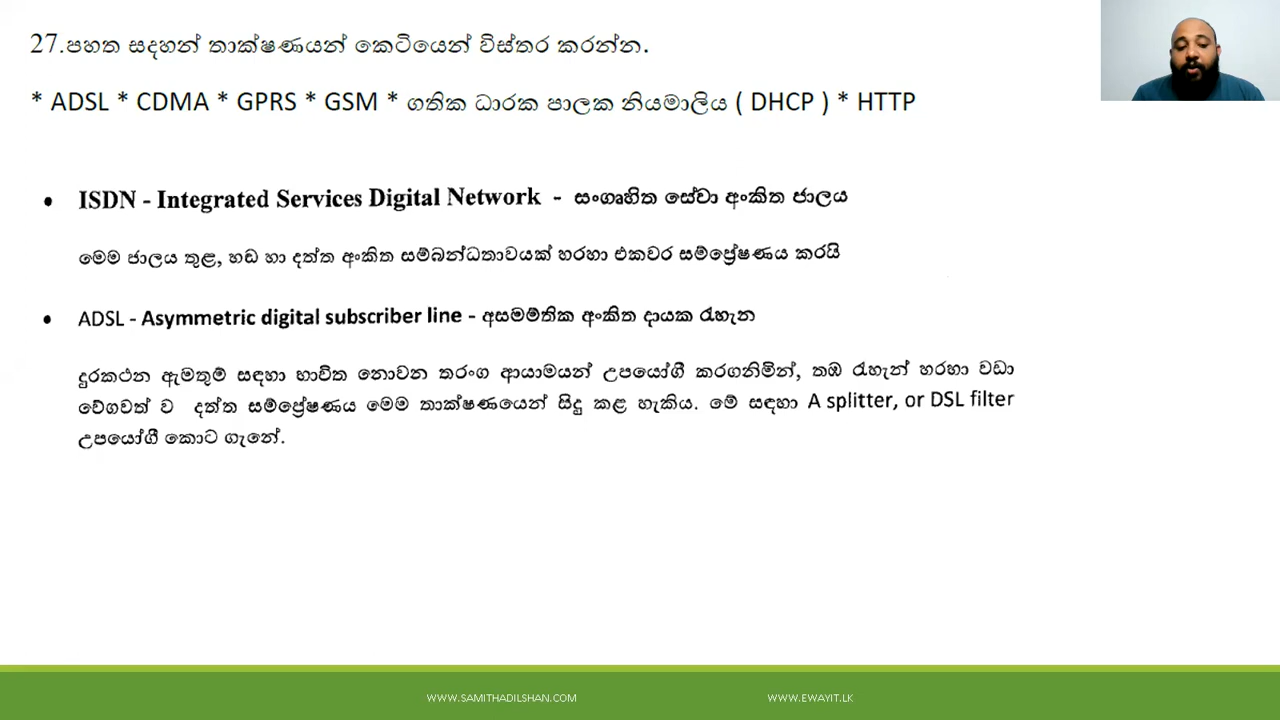 27.පහත සදහන් තාක්ෂණයන් කෙටියෙන් විස්තර කරන්න.
* ADSL * CDMA * GPRS * GSM * ගතික ධාරක පාලක නියමාලිය ( DHCP ) * HTTP
• ISDN - Integrated Services Digital Network - සංගෘහිත සේවා අංකිත ජාලය
මෙම ජාලය තුළ, හඬ හා දත්ත අංකිත සම්බන්ධතාවයක් හරහා එකවර සම්ප්‍රේෂණය කරයි
• ADSL - Asymmetric digital subscriber line - අසමමිතික අංකිත දායක රැහැන
දුරකථන ඇමතුම් සඳහා භාවිත නොවන තරංග ආයාමයන් උපයෝගී කරගනිමින්, තඹ රැහැන් හරහා වඩා
වේගවත් ව දත්ත සම්ප්‍රේෂණය මෙම තාක්ෂණයෙන් සිදු කළ හැකිය. මේ සඳහා A splitter, or DSL filter
උපයෝගී කොට ගැනේ.
WWW.SAMITHADILSHAN.COM WWW.EWAYIT.LK